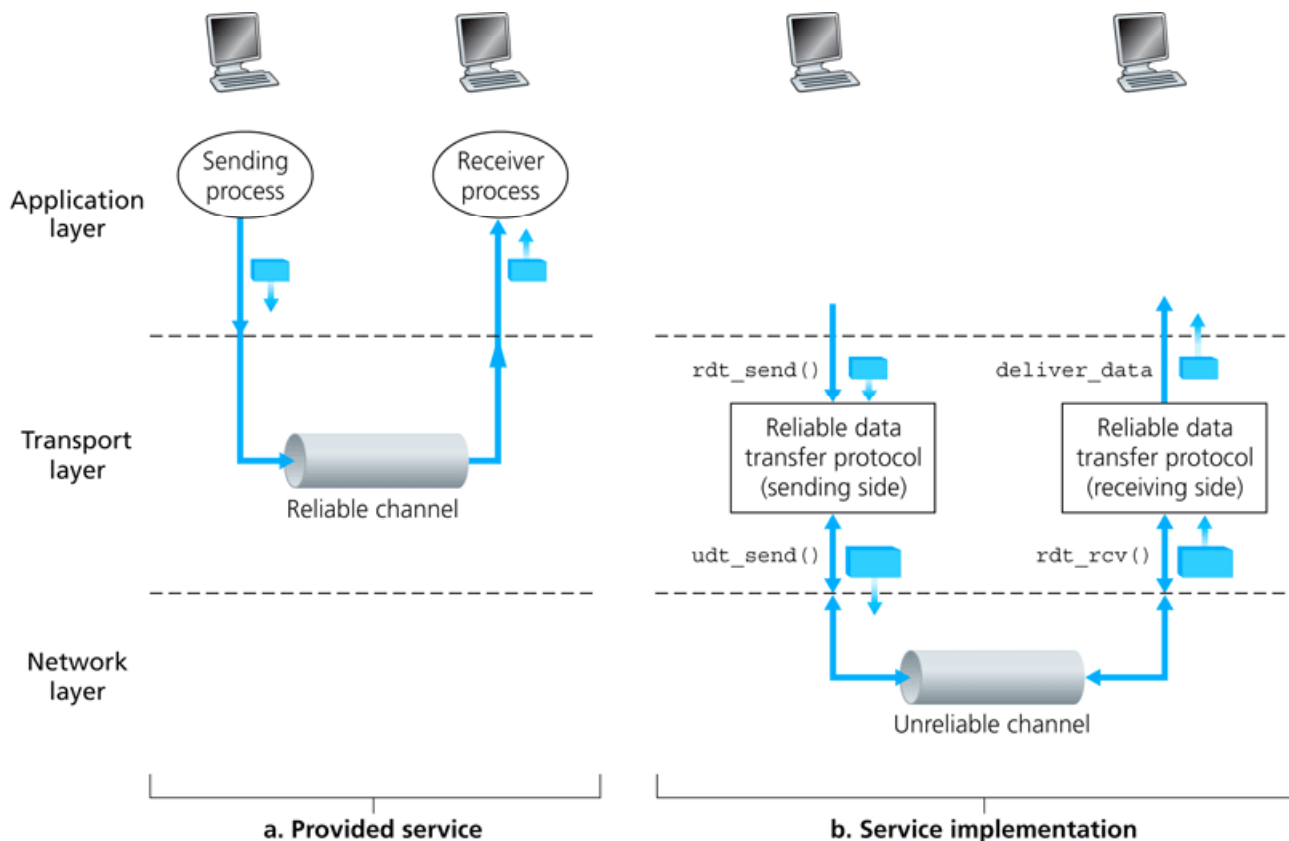 Application
layer
Sending
process
Receiver
process
Transport
layer
Reliable channel
Network
layer
a. Provided service
rdt_send()
deliver_data
Reliable data
transfer protocol
(sending side)
Reliable data
transfer protocol
(receiving side)
udt_send()
rdt_rcv()
Unreliable channel
b. Service implementation